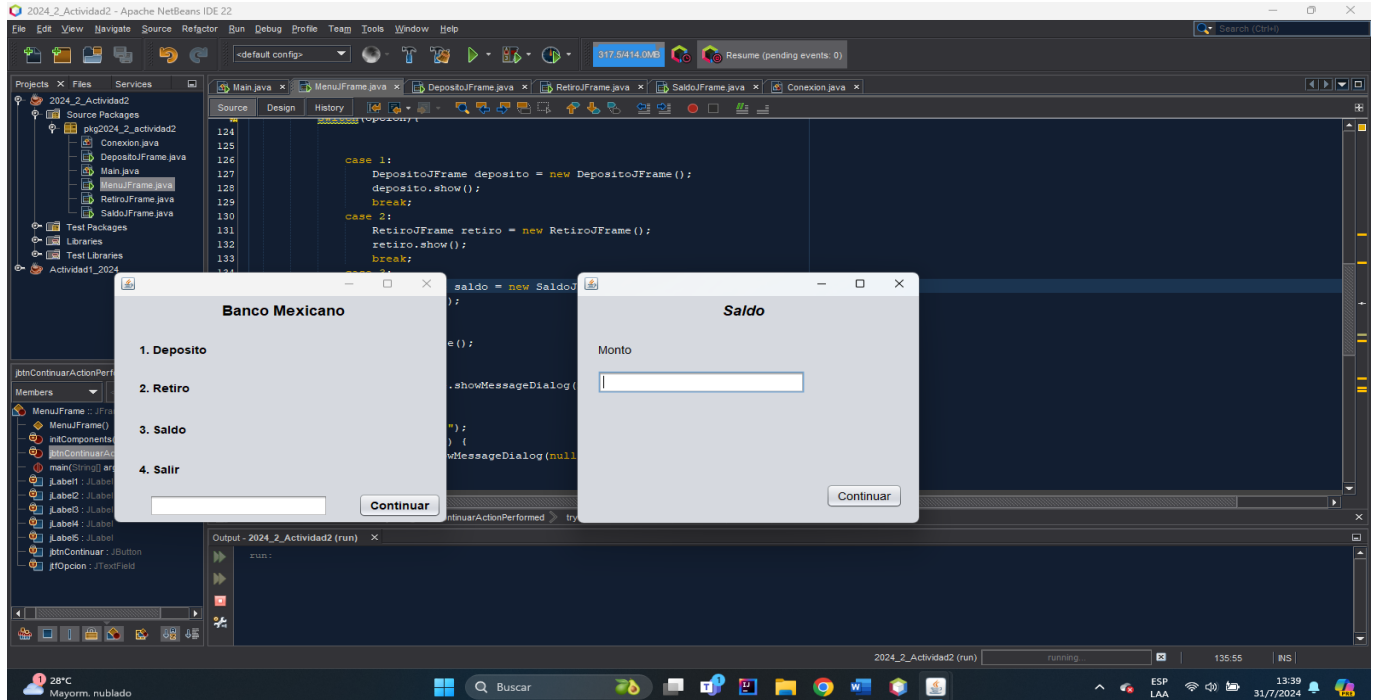 2024_2_Actividad2 - Apache NetBeans IDE 22
File Edit View Navigate Source Refactor Run Debug Profile Team Tools Window Help
Search (Ctrl+I)
<default config>
317.5/414.0MB
Resume (pending events: 0)
Projects Files Services
Main.java MenuJFrame.java DepositoJFrame.java RetiroJFrame.java SaldoJFrame.java Conexion.java
Source Design History
2024_2_Actividad2
Source Packages
pkg2024_2_actividad2
Conexion.java
DepositoJFrame.java
Main.java
MenuJFrame.java
RetiroJFrame.java
SaldoJFrame.java
Test Packages
Libraries
Test Libraries
Actividad1_2024
124
125
126 case 1:
127 DepositoJFrame deposito = new DepositoJFrame();
128 deposito.show();
129 break;
130 case 2:
131 RetiroJFrame retiro = new RetiroJFrame();
132 retiro.show();
133 break;
saldo = new SaldoJ
);
e();
.showMessageDialog(
");
) {
wMessageDialog(null
Banco Mexicano
1. Deposito
2. Retiro
3. Saldo
4. Salir
Continuar
Saldo
Monto
Continuar
jbtnContinuarActionPerf
Members
MenuJFrame :: JFra
MenuJFrame()
initComponents(
jbtnContinuarAc
main(String[] arg
jLabel1 : JLabel
jLabel2 : JLabel
jLabel3 : JLabel
jLabel4 : JLabel
jLabel5 : JLabel
jbtnContinuar : JButton
jtfOpcion : JTextField
ntinuarActionPerformed try
Output - 2024_2_Actividad2 (run)
run:
2024_2_Actividad2 (run) running... 135:55 INS
1
28°C
Mayorm. nublado
Buscar
ESP
LAA
13:39
31/7/2024